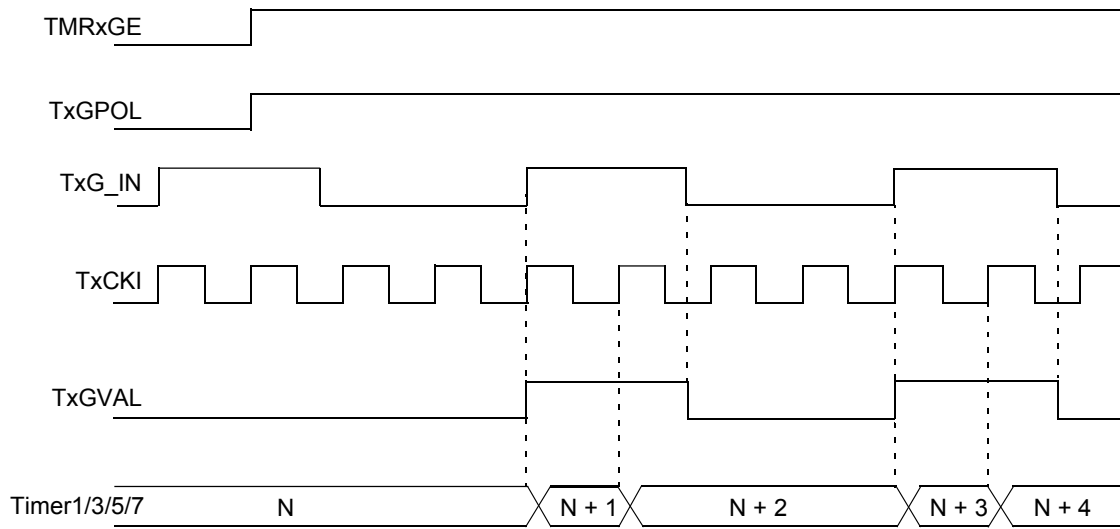 TMRxGE
TxGPOL
TxG_IN
TxCKI
TxGVAL
Timer1/3/5/7 N N + 1 N + 2 N + 3 N + 4